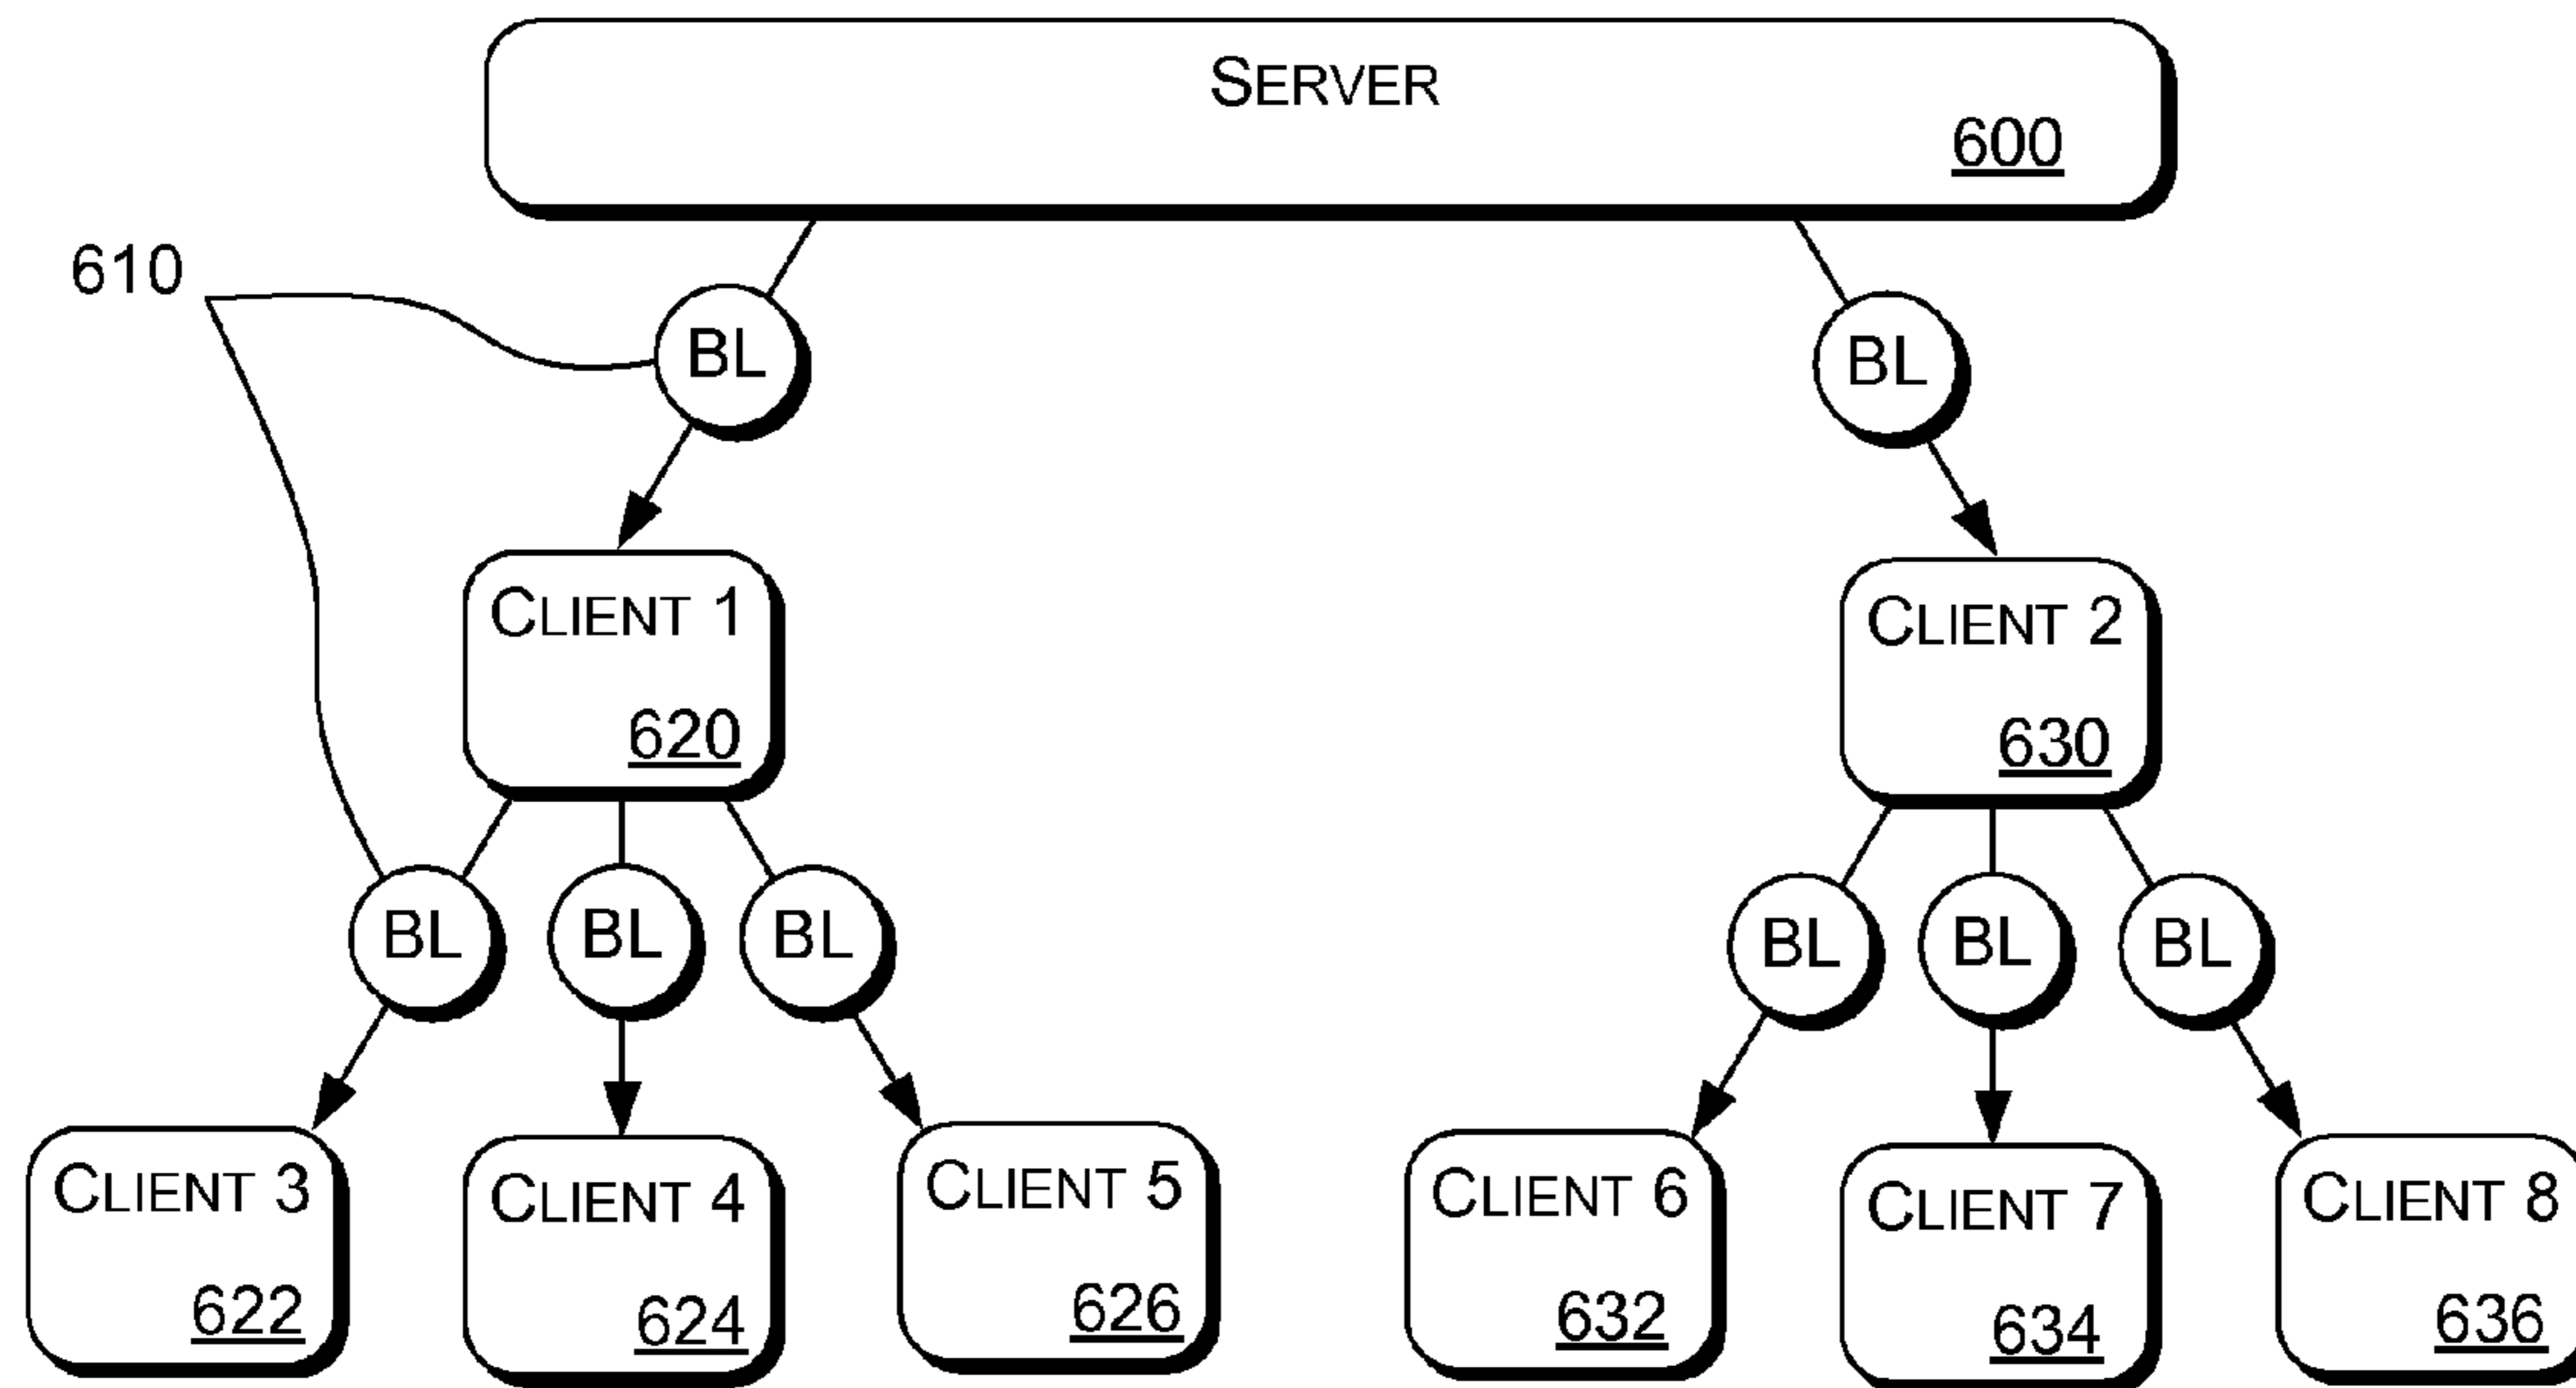 SERVER
600
610
BL
BL
CLIENT 1
620
CLIENT 2
630
BL
BL
BL
BL
BL
BL
CLIENT 3
622
CLIENT 4
624
CLIENT 5
626
CLIENT 6
632
CLIENT 7
634
CLIENT 8
636